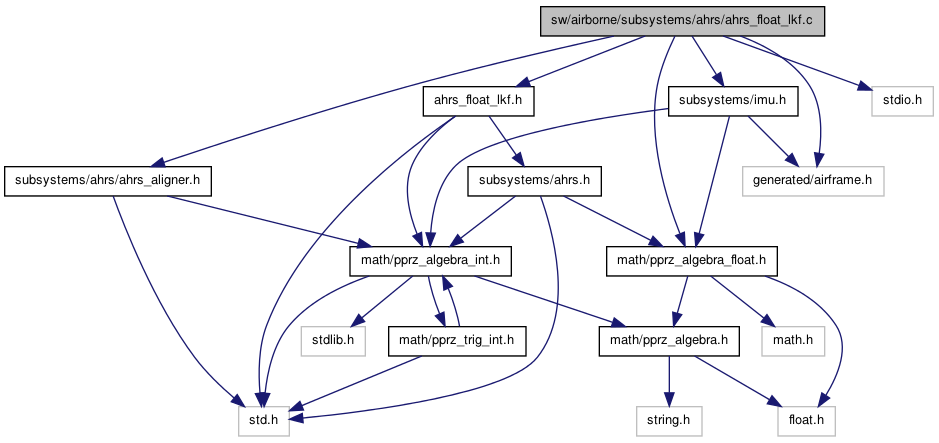 sw/airborne/subsystems/ahrs/ahrs_float_lkf.c
ahrs_float_lkf.h
subsystems/imu.h
stdio.h
subsystems/ahrs/ahrs_aligner.h
subsystems/ahrs.h
generated/airframe.h
math/pprz_algebra_int.h
math/pprz_algebra_float.h
stdlib.h
math/pprz_trig_int.h
math/pprz_algebra.h
math.h
std.h
string.h
float.h